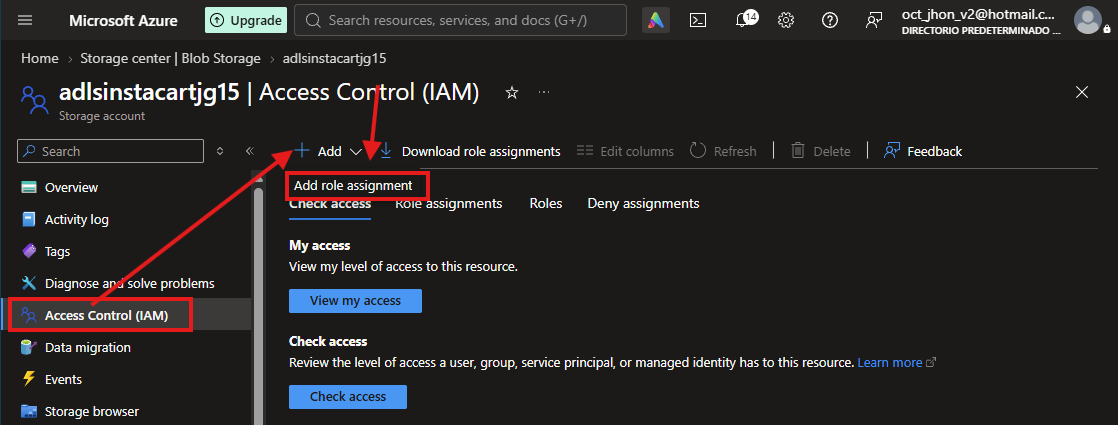 Microsoft Azure
Upgrade
Search resources, services, and docs (G+/)
14
oct_jhon_v2@hotmail.c...
DIRECTORIO PREDETERMINADO ...
Home > Storage center | Blob Storage > adlsinstacartjg15
adlsinstacartjg15 | Access Control (IAM)
Storage account
Search
Add
Download role assignments
Edit columns
Refresh
Delete
Feedback
Add role assignment
Check access
Role assignments
Roles
Deny assignments
Overview
Activity log
Tags
Diagnose and solve problems
Access Control (IAM)
Data migration
Events
Storage browser
My access
View my level of access to this resource.
View my access
Check access
Review the level of access a user, group, service principal, or managed identity has to this resource. Learn more
Check access